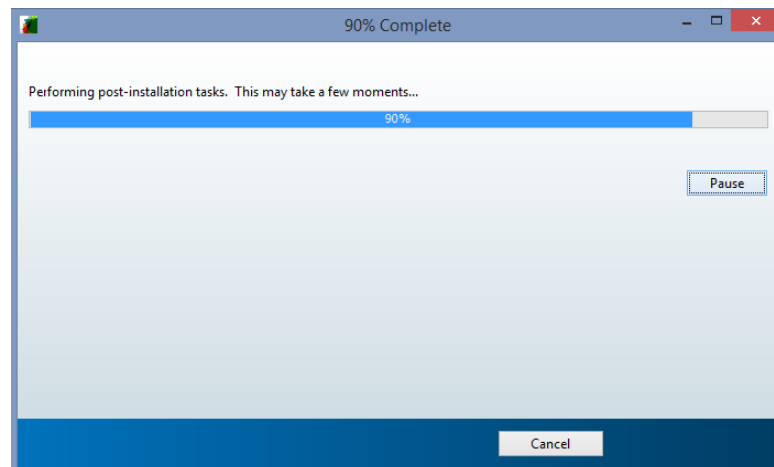 90% Complete
Performing post-installation tasks.  This may take a few moments...
90%
Pause
Cancel